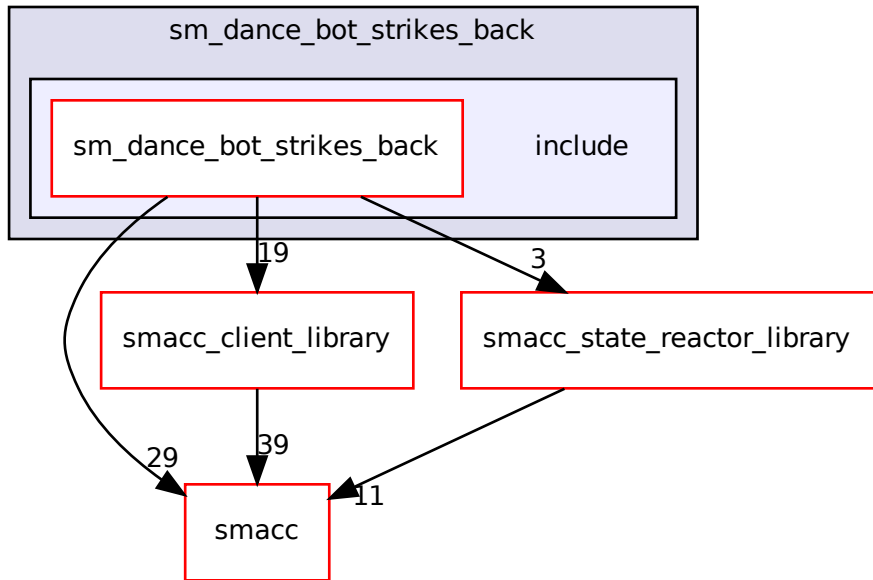 sm_dance_bot_strikes_back
sm_dance_bot_strikes_back
include
19
3
smacc_client_library
smacc_state_reactor_library
29
39
11
smacc